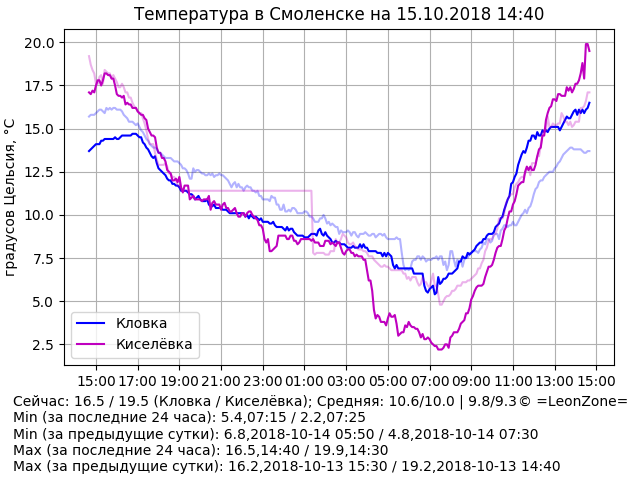 Температура в Смоленске на 15.10.2018 14:40
градусов Цельсия, °C
20.0
17.5
15.0
12.5
10.0
7.5
5.0
2.5
Кловка
Киселёвка
15:00 17:00 19:00 21:00 23:00 01:00 03:00 05:00 07:00 09:00 11:00 13:00 15:00
Сейчас: 16.5 / 19.5 (Кловка / Киселёвка); Средняя: 10.6/10.0 | 9.8/9.3© =LeonZone=
Min (за последние 24 часа): 5.4,07:15 / 2.2,07:25
Min (за предыдущие сутки): 6.8,2018-10-14 05:50 / 4.8,2018-10-14 07:30
Max (за последние 24 часа): 16.5,14:40 / 19.9,14:30
Max (за предыдущие сутки): 16.2,2018-10-13 15:30 / 19.2,2018-10-13 14:40